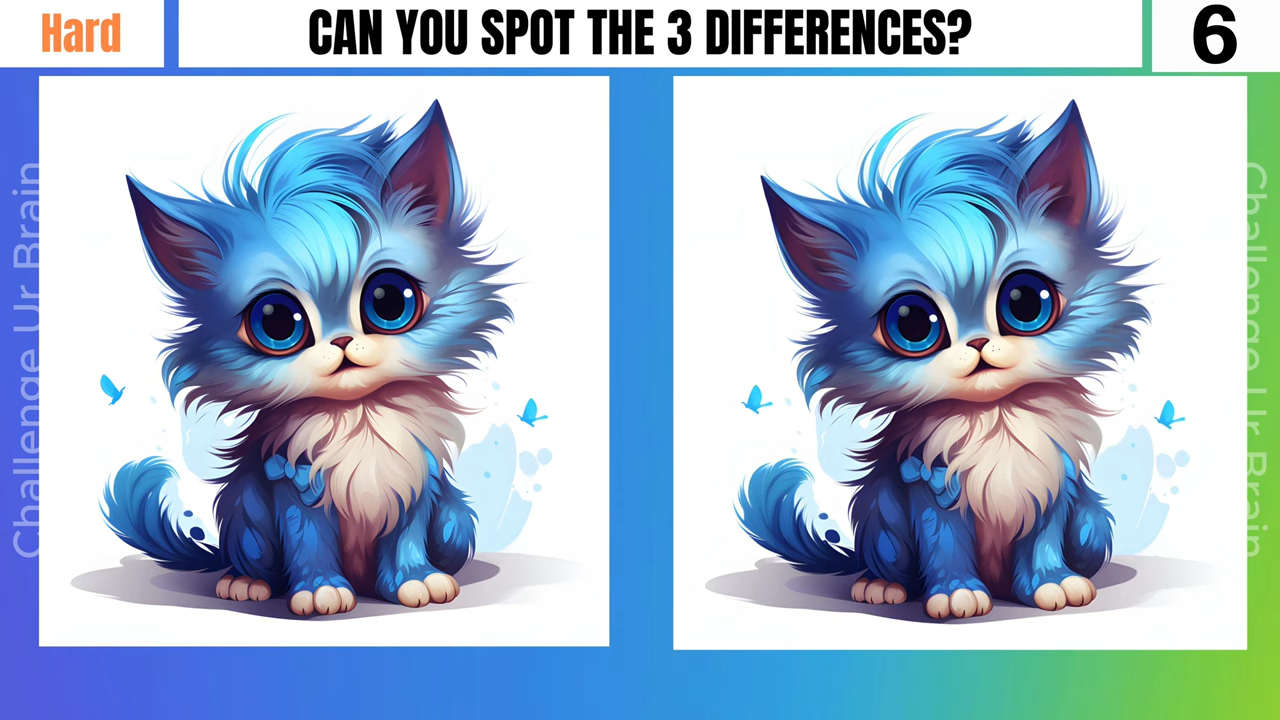 Hard
CAN YOU SPOT THE 3 DIFFERENCES?
6
Challenge Ur Brain
Challenge Ur Brain